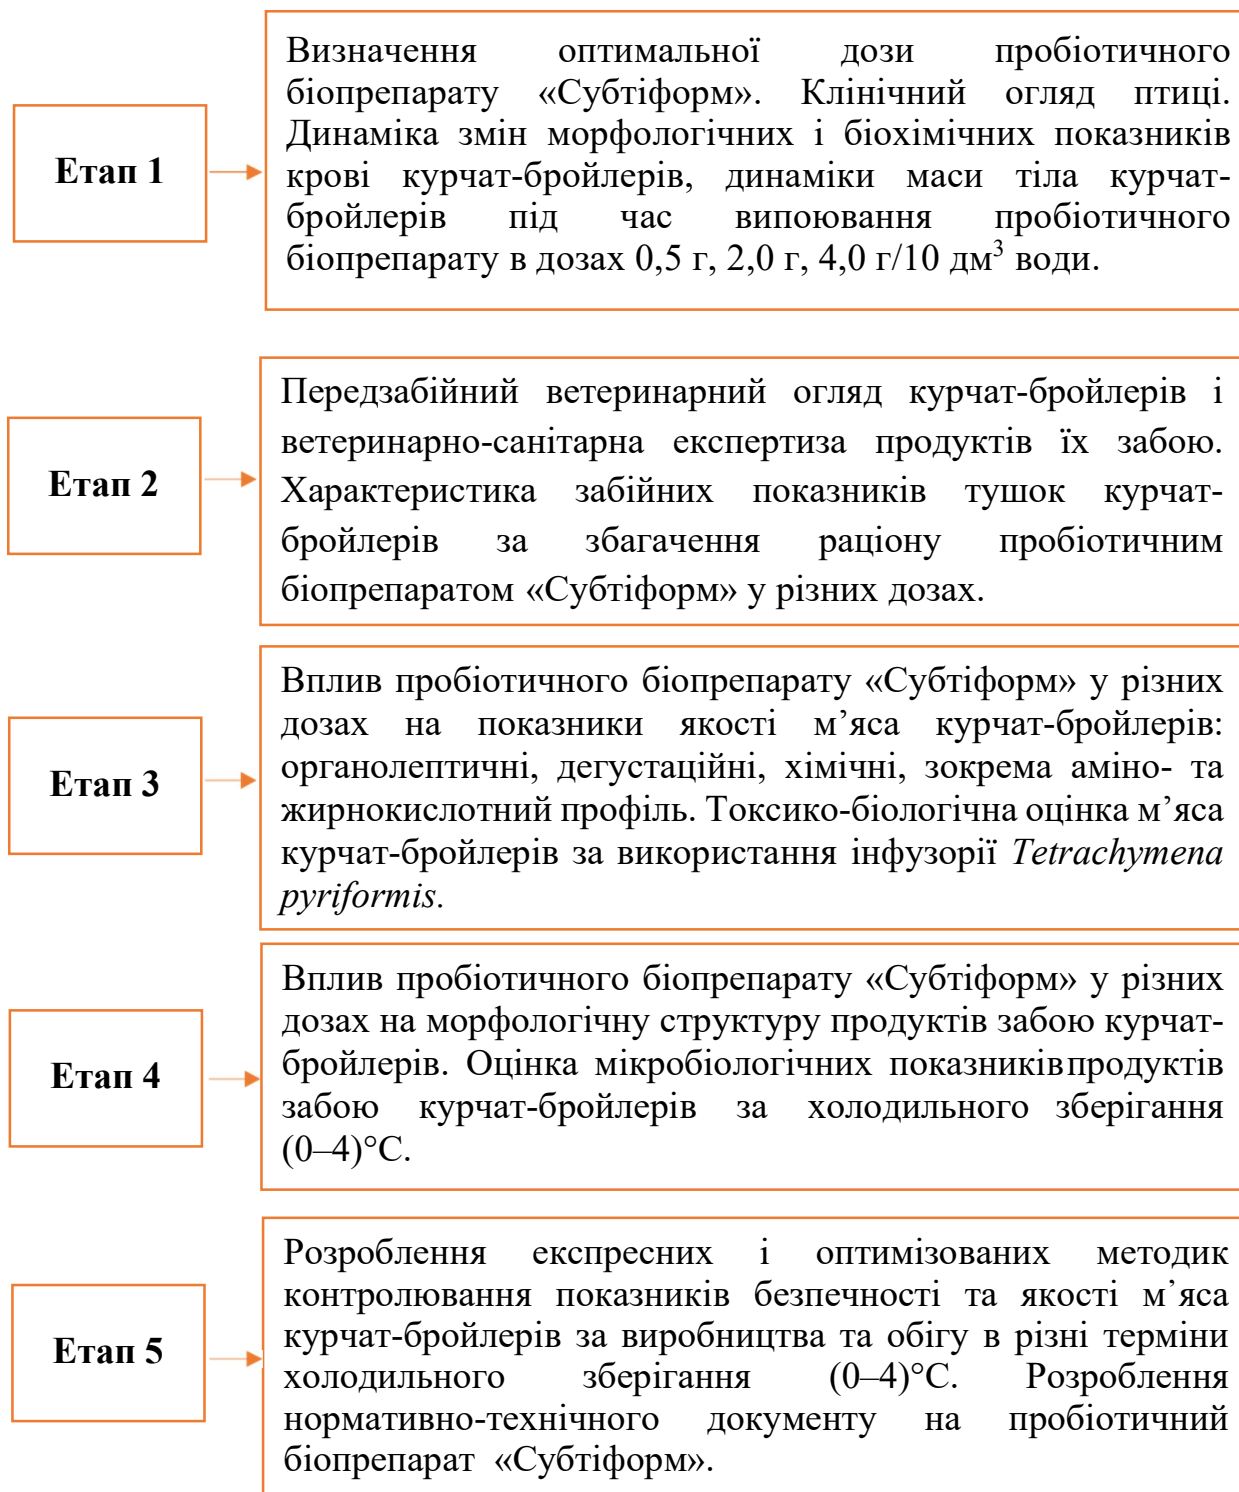 Етап 1
Визначення оптимальної дози пробіотичного
біопрепарату «Субтіформ». Клінічний огляд птиці.
Динаміка змін морфологічних і біохімічних показників
крові курчат-бройлерів, динаміки маси тіла курчат-
бройлерів під час випоювання пробіотичного
біопрепарату в дозах 0,5 г, 2,0 г, 4,0 г/10 дм³ води.
Етап 2
Передзабійний ветеринарний огляд курчат-бройлерів і
ветеринарно-санітарна експертиза продуктів їх забою.
Характеристика забійних показників тушок курчат-
бройлерів за збагачення раціону пробіотичним
біопрепаратом «Субтіформ» у різних дозах.
Етап 3
Вплив пробіотичного біопрепарату «Субтіформ» у різних
дозах на показники якості м’яса курчат-бройлерів:
органолептичні, дегустаційні, хімічні, зокрема аміно- та
жирнокислотний профіль. Токсико-біологічна оцінка м’яса
курчат-бройлерів за використання інфузорії Tetrachymena
pyriformis.
Етап 4
Вплив пробіотичного біопрепарату «Субтіформ» у різних
дозах на морфологічну структуру продуктів забою курчат-
бройлерів. Оцінка мікробіологічних показниківпродуктів
забою курчат-бройлерів за холодильного зберігання
(0–4)°С.
Етап 5
Розроблення експресних і оптимізованих методик
контролювання показників безпечності та якості м’яса
курчат-бройлерів за виробництва та обігу в різні терміни
холодильного зберігання (0–4)°С. Розроблення
нормативно-технічного документу на пробіотичний
біопрепарат «Субтіформ».